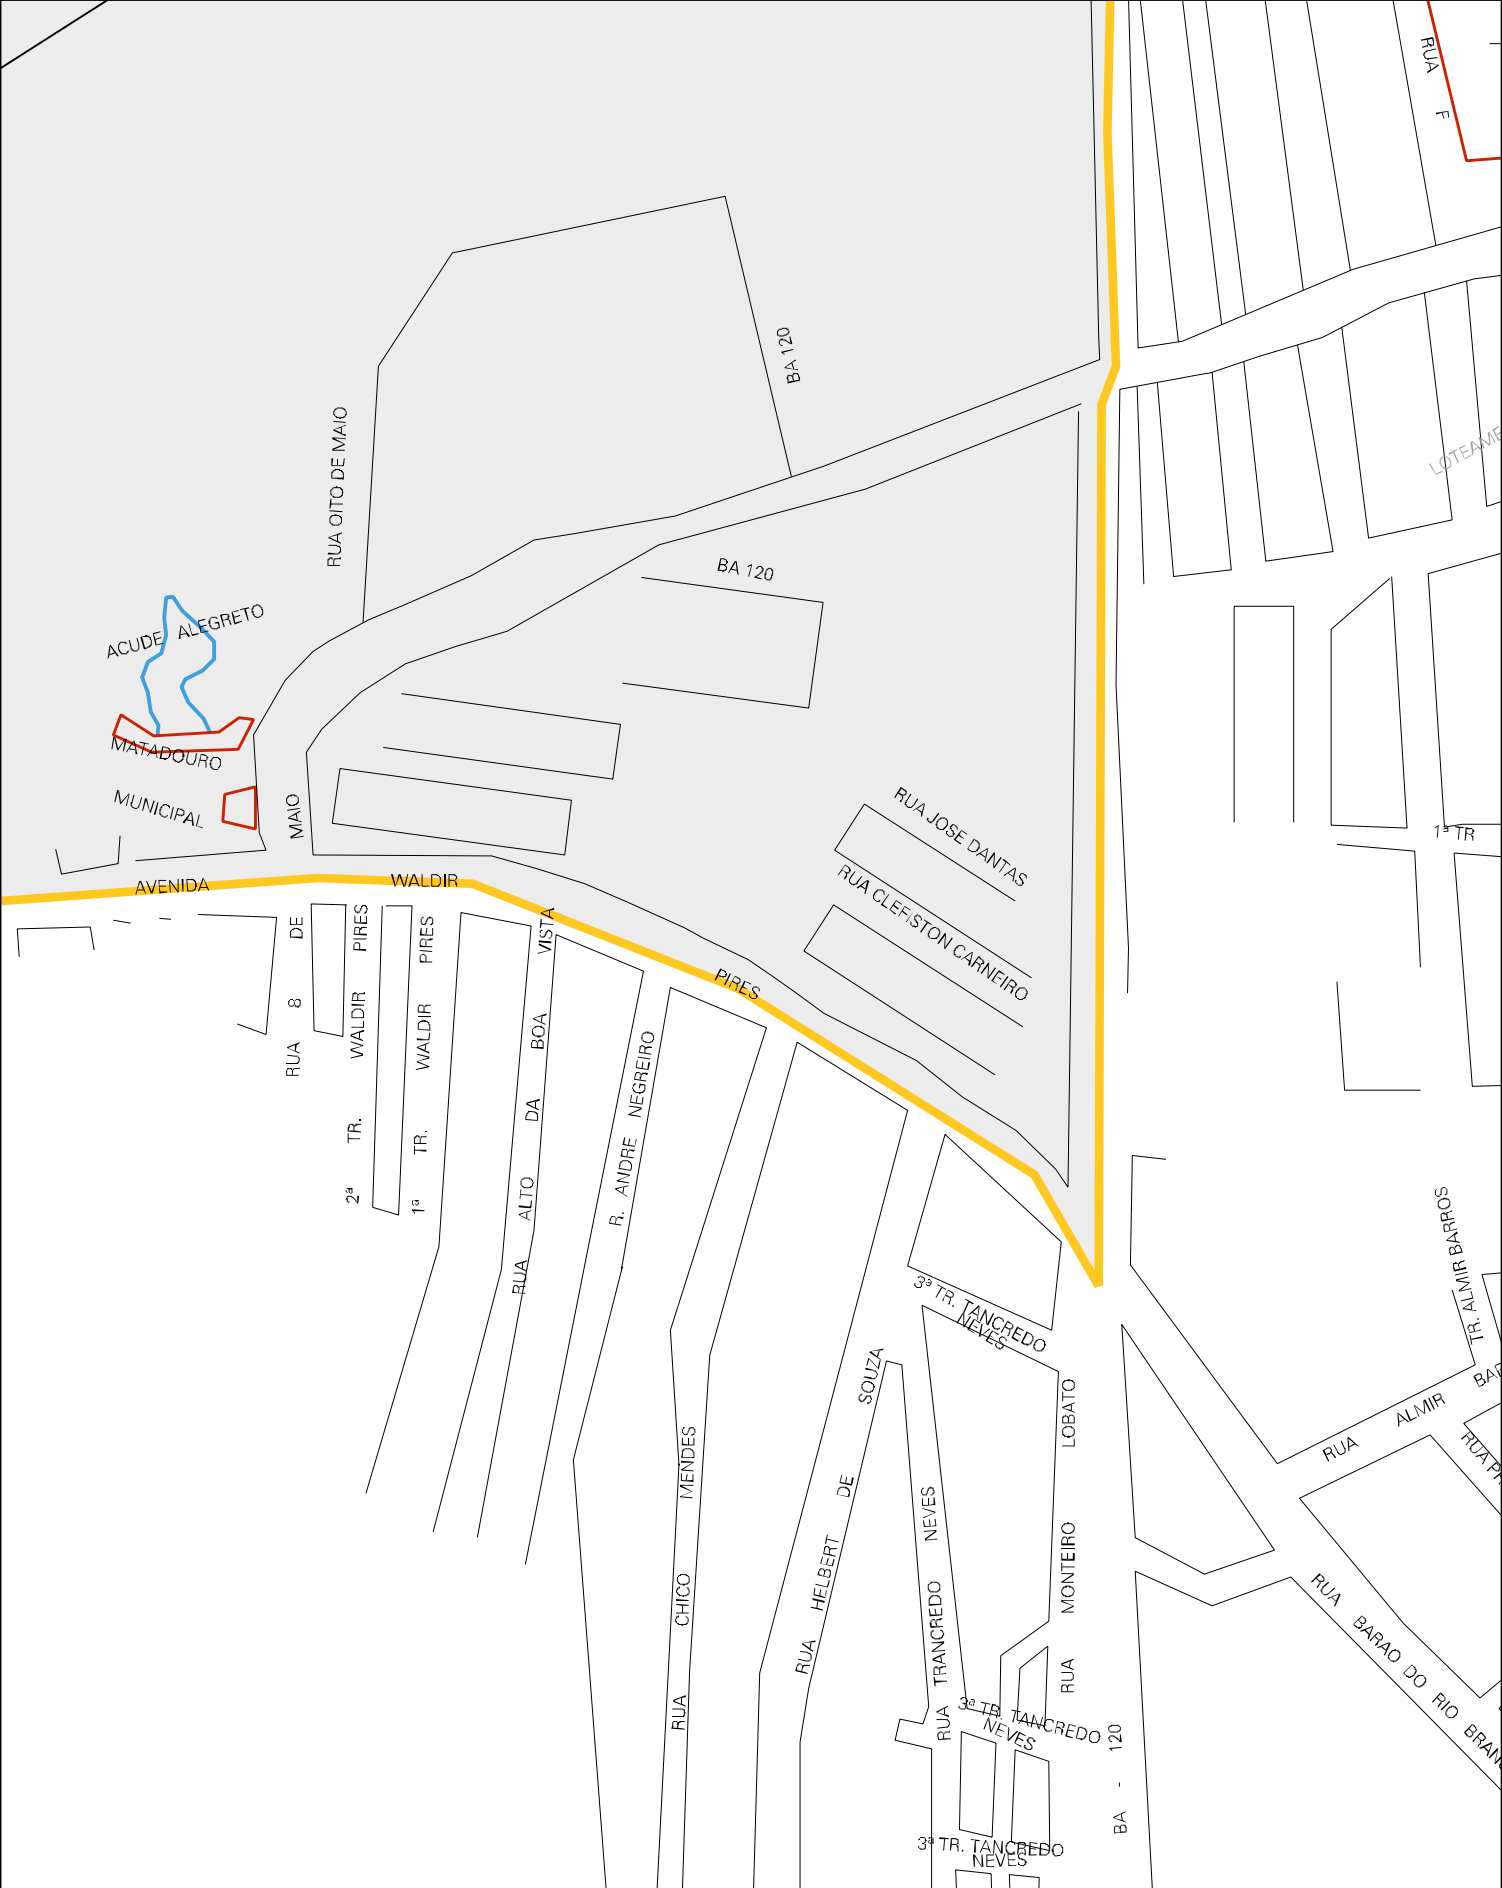 RUA F
BA 120
LOTEAME
RUA OITO DE MAIO
BA 120
ACUDE ALEGRETO
MATADOURO
MUNICIPAL
MAIO
RUA JOSE DANTAS
RUA CLEFISTON CARNEIRO
1ª TR
AVENIDA WALDIR PIRES
RUA 8 DE
2ª TR. WALDIR PIRES
1ª TR. WALDIR PIRES
RUA ALTO DA BOA VISTA
R. ANDRE NEGREIRO
3ª TR. TANCREDO
NEVES
TR. ALMIR BARROS
RUA ALMIR BAR
RUA PR
RUA CHICO MENDES
RUA HELBERT DE SOUZA
RUA TRANCREDO NEVES
RUA MONTEIRO LOBATO
RUA BARAO DO RIO BRAN
3ª TR. TANCREDO
NEVES
BA - 120
3ª TR. TANCREDO
NEVES